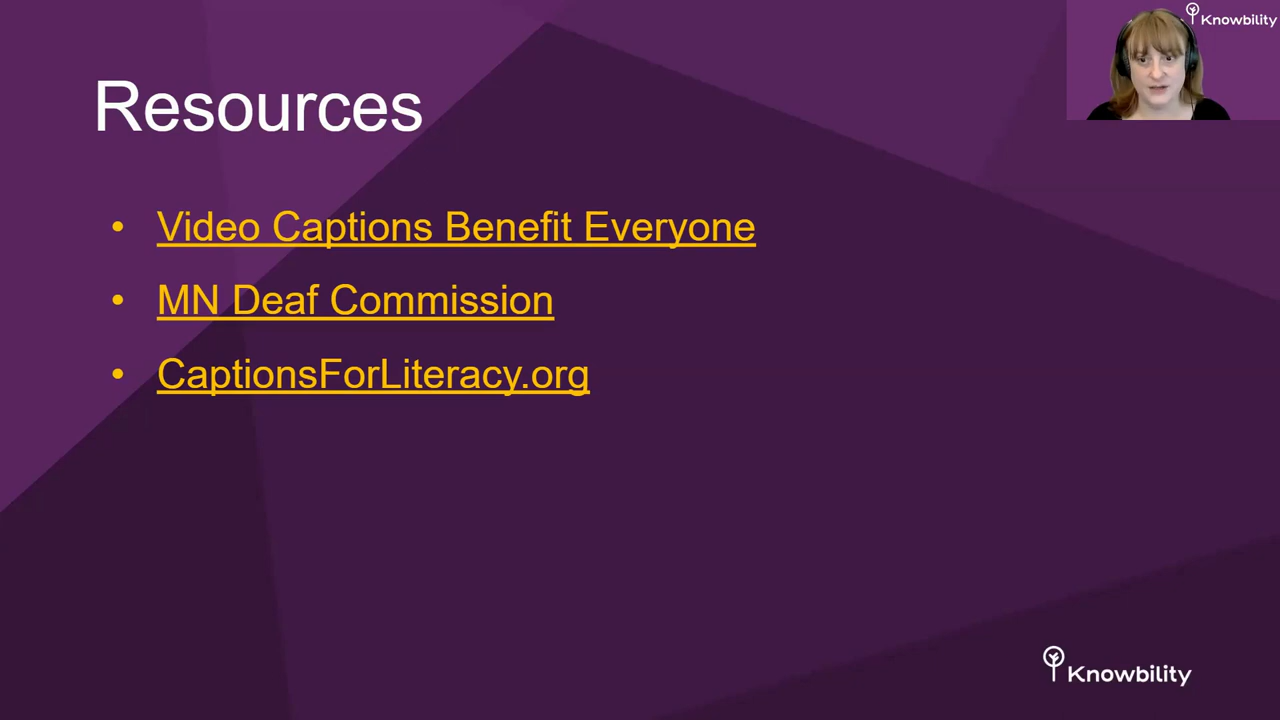 Knowbility
Resources
• Video Captions Benefit Everyone
• MN Deaf Commission
• CaptionsForLiteracy.org
Knowbility